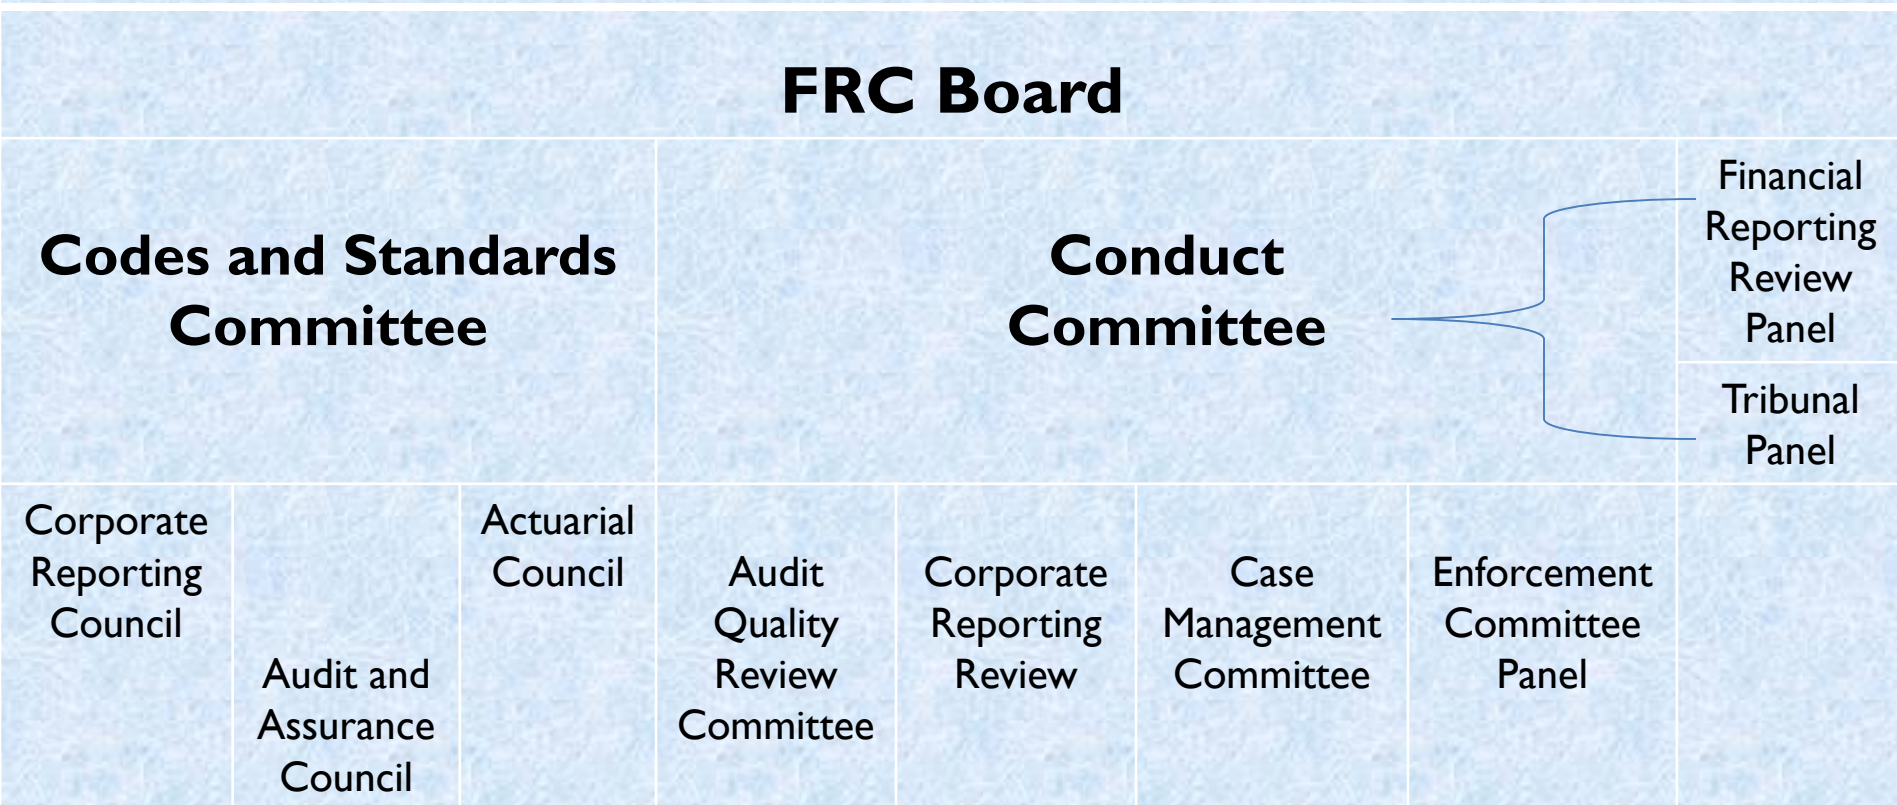 FRC Board
Codes and Standards
Committee
Conduct
Committee
Financial
Reporting
Review
Panel
Tribunal
Panel
Corporate
Reporting
Council
Audit and
Assurance
Council
Actuarial
Council
Audit
Quality
Review
Committee
Corporate
Reporting
Review
Case
Management
Committee
Enforcement
Committee
Panel